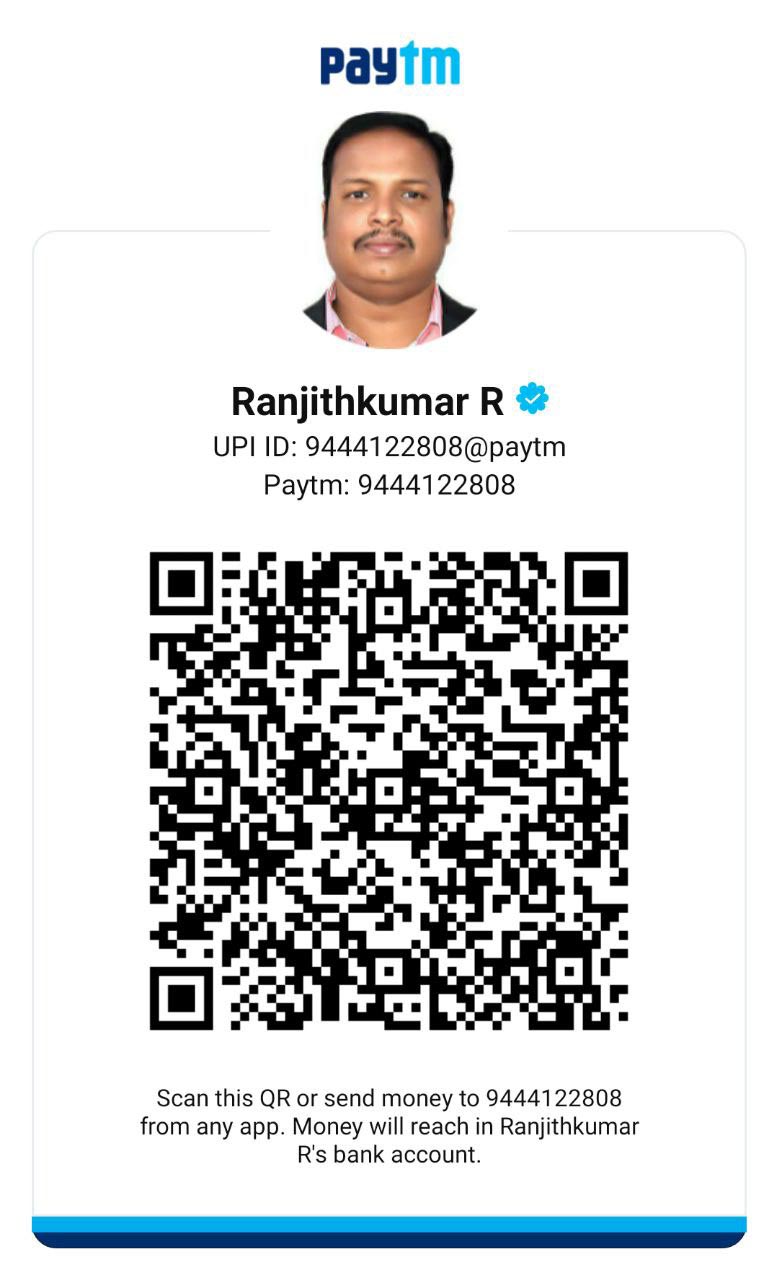 paytm
Ranjithkumar R
UPI ID: 9444122808@paytm
Paytm: 9444122808
Scan this QR or send money to 9444122808
from any app. Money will reach in Ranjithkumar
R's bank account.